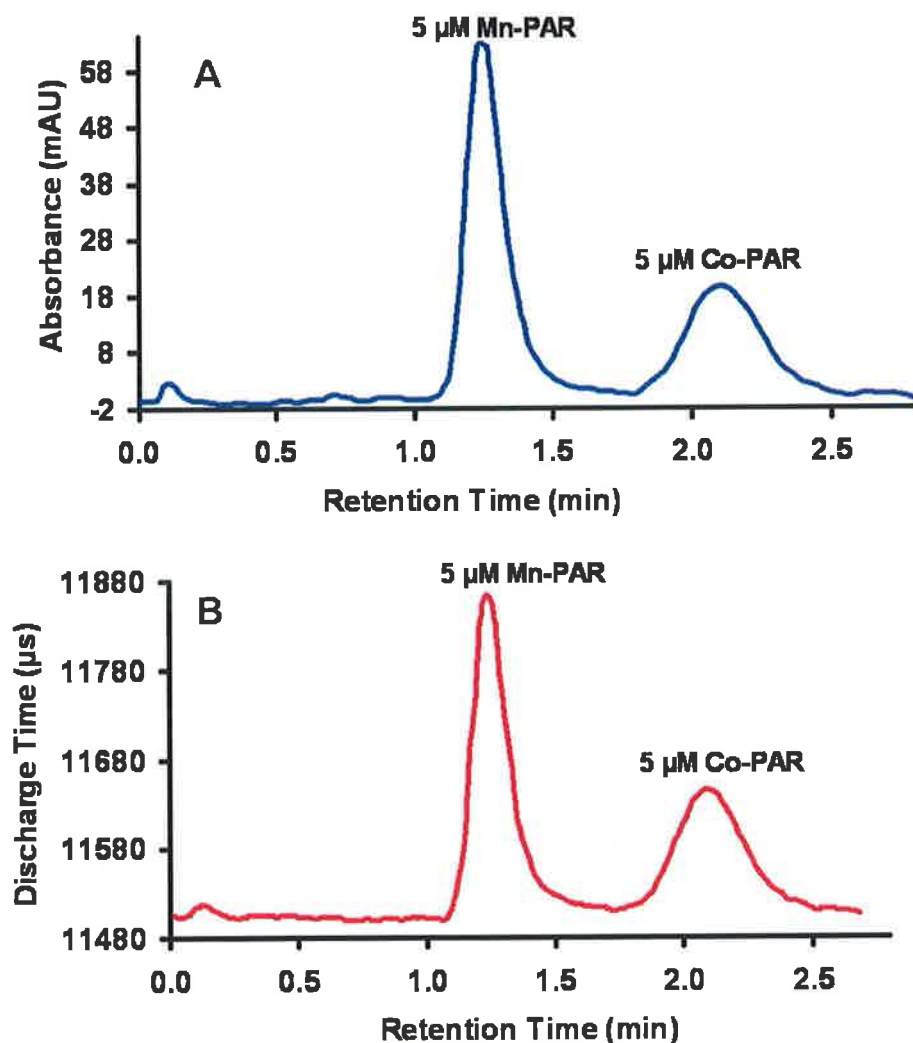 5 µM Mn-PAR
A
58
48
38
28
18
8
-2
Absorbance (mAU)
5 µM Co-PAR
0.0 0.5 1.0 1.5 2.0 2.5
Retention Time (min)
5 µM Mn-PAR
B
11880
11780
11680
11580
11480
Discharge Time (µs)
5 µM Co-PAR
0.0 0.5 1.0 1.5 2.0 2.5
Retention Time (min)